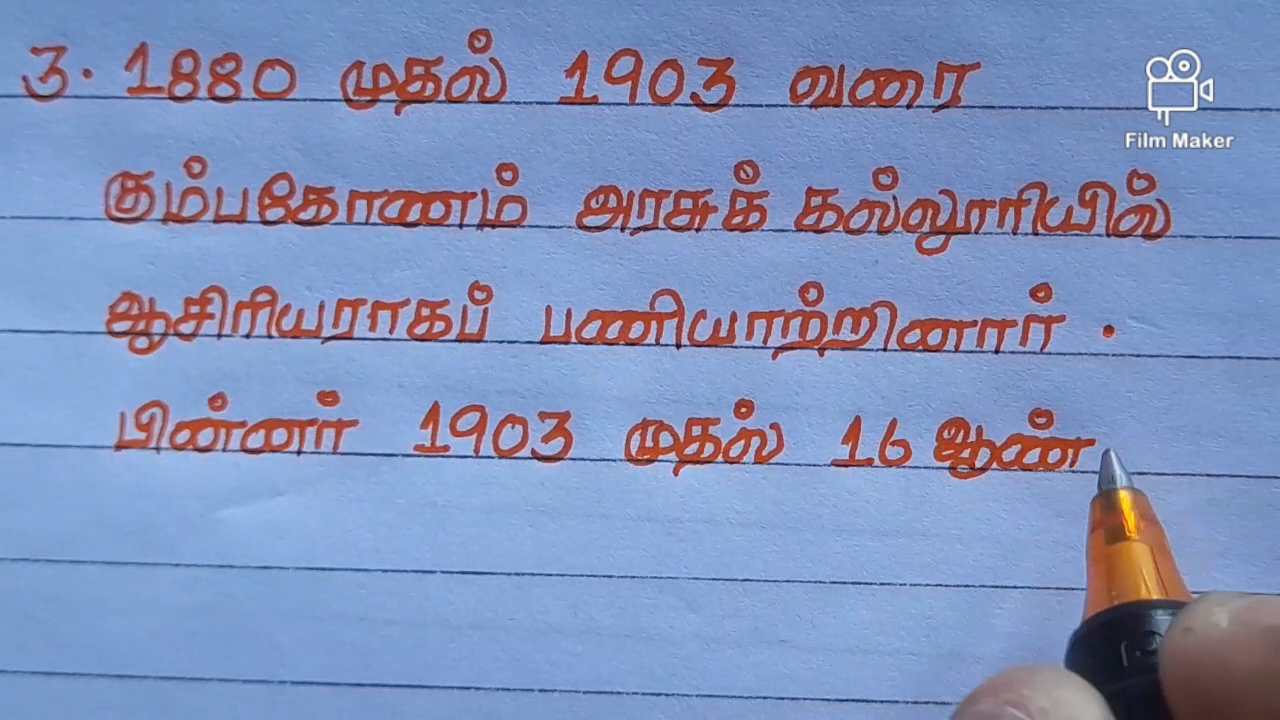 3. 1880 முதல் 1903 வரை
Film Maker
கும்பகோணம் அரசுக் கல்லூரியில்
ஆசிரியராகப் பணியாற்றினார்.
பின்னர் 1903 முதல் 16 ஆண்